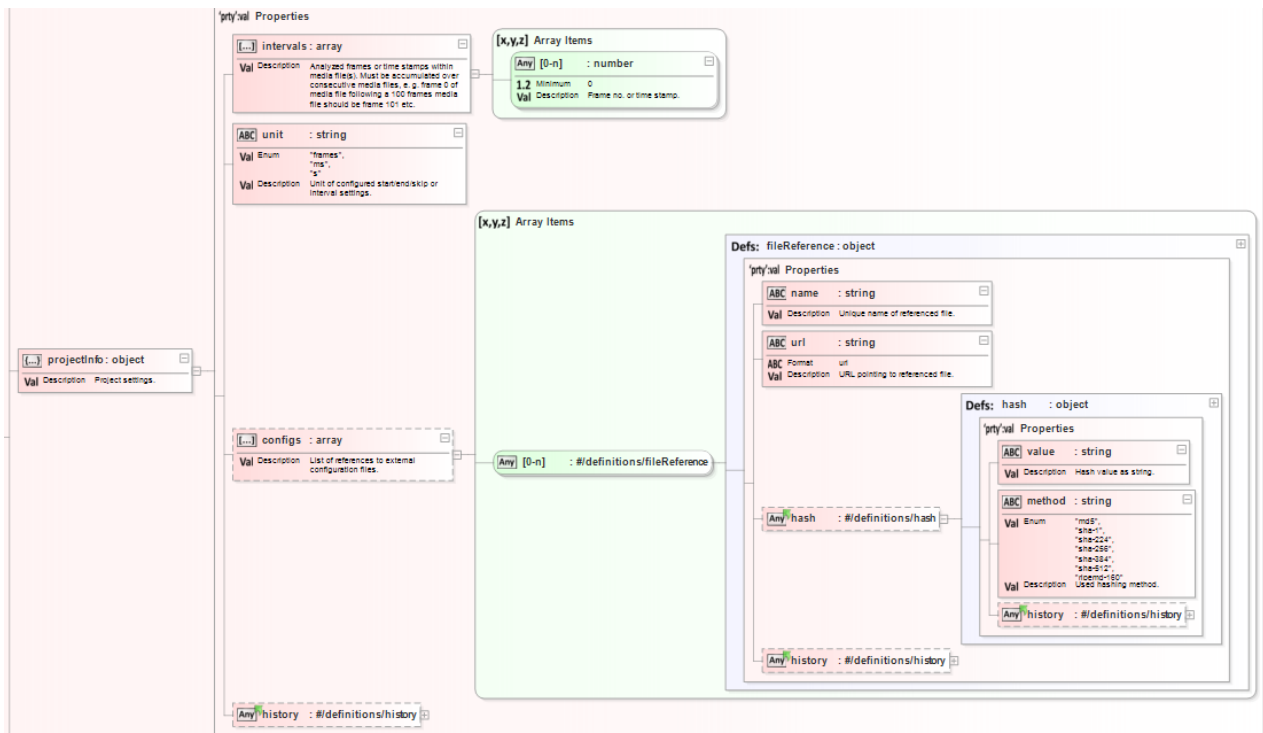 'prty':val Properties
[...] intervals : array
Val Description Analyzed frames or time stamps within
media file(s). Must be accumulated over
consecutive media files, e. g. frame 0 of
media file following a 100 frames media
file should be frame 101 etc.
[x,y,z] Array Items
Any [0-n] : number
1.2 Minimum 0
Val Description Frame no. or time stamp.
ABC unit : string
Val Enum "frames",
"ms",
"s"
Val Description Unit of configured start/end/skip or
interval settings.
[x,y,z] Array Items
Defs: fileReference : object
'prty':val Properties
ABC name : string
Val Description Unique name of referenced file.
ABC url : string
ABC Format url
Val Description URL pointing to referenced file.
{...} projectInfo : object
Val Description Project settings.
[...] configs : array
Val Description List of references to external
configuration files.
Any [0-n] : #/definitions/fileReference
Defs: hash : object
'prty':val Properties
ABC value : string
Val Description Hash value as string.
ABC method : string
Val Enum "md5",
"sha-1",
"sha-224",
"sha-256",
"sha-384",
"sha-512",
"ripemd-160"
Val Description Used hashing method.
Any hash : #/definitions/hash
Any history : #/definitions/history
Any history : #/definitions/history
Any history : #/definitions/history